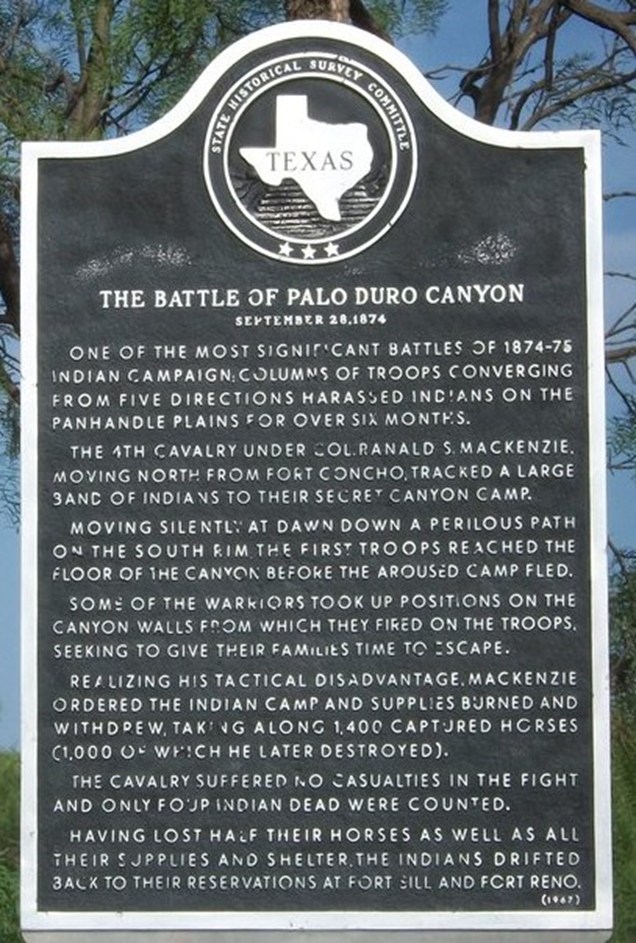 STATE HISTORICAL SURVEY COMMITTEE
TEXAS
THE BATTLE OF PALO DURO CANYON
SEPTEMBER 28, 1874
ONE OF THE MOST SIGNIFICANT BATTLES OF 1874-75
INDIAN CAMPAIGN; COLUMNS OF TROOPS CONVERGING
FROM FIVE DIRECTIONS HARASSED INDIANS ON THE
PANHANDLE PLAINS FOR OVER SIX MONTHS.
THE 4TH CAVALRY UNDER COL. RANALD S. MACKENZIE,
MOVING NORTH FROM FORT CONCHO, TRACKED A LARGE
BAND OF INDIANS TO THEIR SECRET CANYON CAMP.
MOVING SILENTLY AT DAWN DOWN A PERILOUS PATH
ON THE SOUTH RIM THE FIRST TROOPS REACHED THE
FLOOR OF THE CANYON BEFORE THE AROUSED CAMP FLED.
SOME OF THE WARRIORS TOOK UP POSITIONS ON THE
CANYON WALLS FROM WHICH THEY FIRED ON THE TROOPS,
SEEKING TO GIVE THEIR FAMILIES TIME TO ESCAPE.
REALIZING HIS TACTICAL DISADVANTAGE, MACKENZIE
ORDERED THE INDIAN CAMP AND SUPPLIES BURNED AND
WITHDREW, TAKING ALONG 1,400 CAPTURED HORSES
(1,000 OF WHICH HE LATER DESTROYED).
THE CAVALRY SUFFERED NO CASUALTIES IN THE FIGHT
AND ONLY FOUR INDIAN DEAD WERE COUNTED.
HAVING LOST HALF THEIR HORSES AS WELL AS ALL
THEIR SUPPLIES AND SHELTER, THE INDIANS DRIFTED
BACK TO THEIR RESERVATIONS AT FORT SILL AND FORT RENO.
(1967)